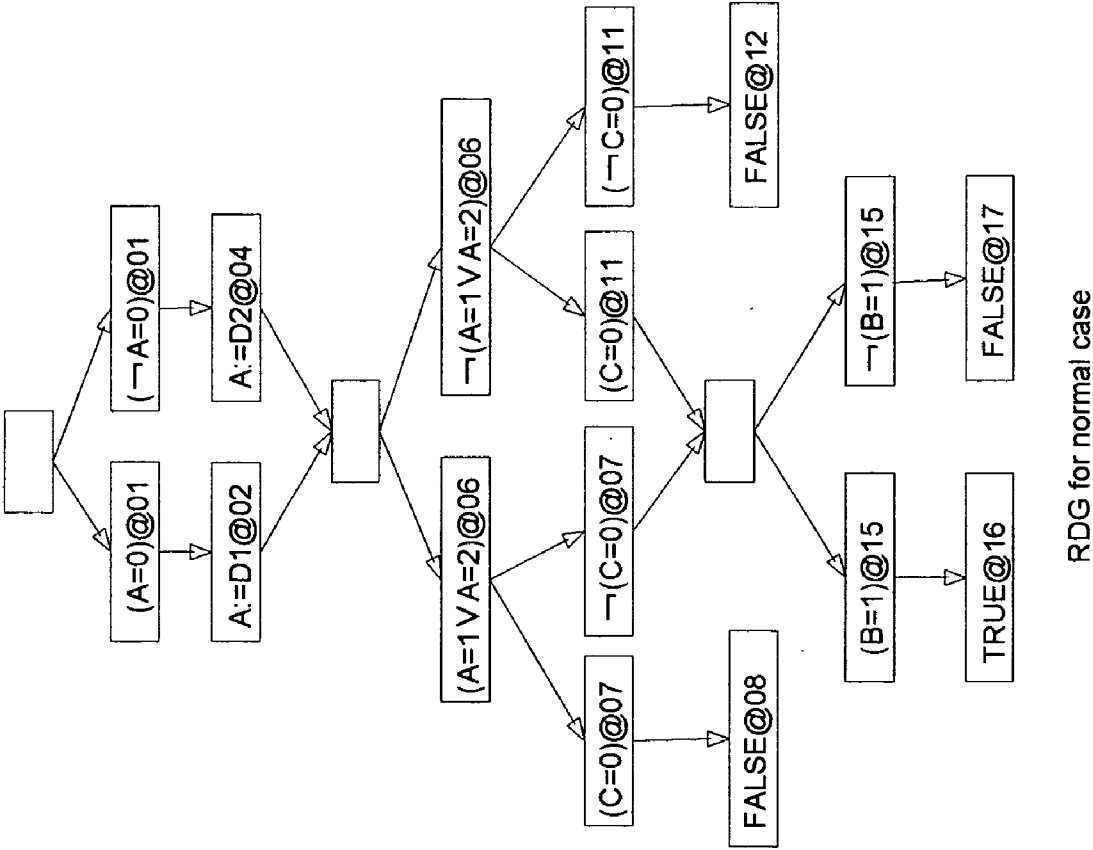 (A=0)@01
(¬A=0)@01
A:=D1@02
A:=D2@04
(A=1∨A=2)@06
¬(A=1∨A=2)@06
(C=0)@07
¬(C=0)@07
(C=0)@11
(¬C=0)@11
FALSE@08
FALSE@12
(B=1)@15
¬(B=1)@15
TRUE@16
FALSE@17
RDG for normal case